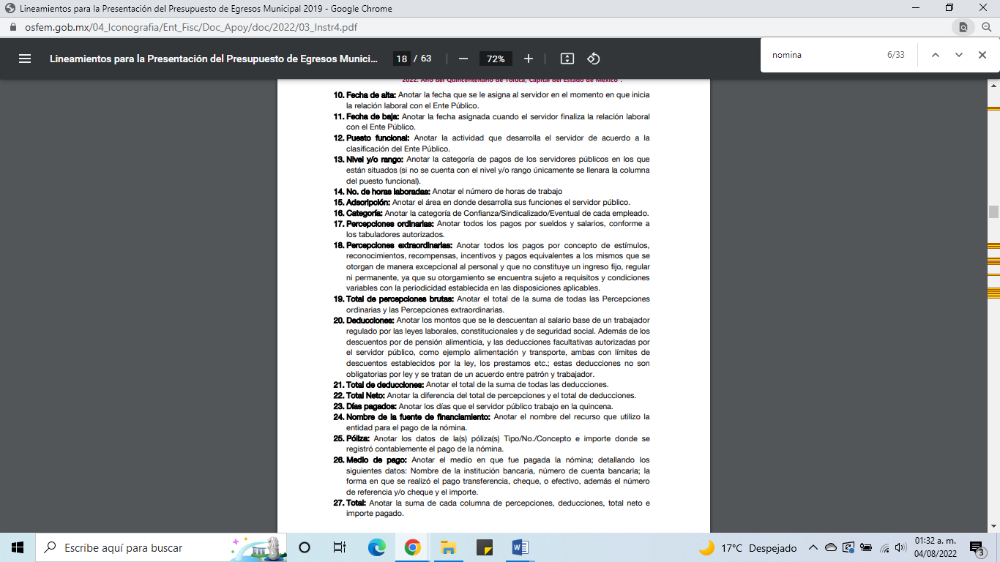 Lineamientos para la Presentación del Presupuesto de Egresos Municipal 2019 - Google Chrome
osfem.gob.mx/04_Iconografia/Ent_Fisc/Doc_Apoy/doc/2022/03_Instr4.pdf
Lineamientos para la Presentación del Presupuesto de Egresos Munici... 18 / 63 72%
nomina 6/33
2022. Año del Quincentenario de Toluca, Capital del Estado de México".
10. Fecha de alta: Anotar la fecha que se le asigna al servidor en el momento en que inicia
la relación laboral con el Ente Público.
11. Fecha de baja: Anotar la fecha asignada cuando el servidor finaliza la relación laboral
con el Ente Público.
12. Puesto funcional: Anotar la actividad que desarrolla el servidor de acuerdo a la
clasificación del Ente Público.
13. Nivel y/o rango: Anotar la categoría de pagos de los servidores públicos en los que
están situados (si no se cuenta con el nivel y/o rango únicamente se llenara la columna
del puesto funcional).
14. No. de horas laboradas: Anotar el número de horas de trabajo
15. Adscripción: Anotar el área en donde desarrolla sus funciones el servidor público.
16. Categoría: Anotar la categoría de Confianza/Sindicalizado/Eventual de cada empleado.
17. Percepciones ordinarias: Anotar todos los pagos por sueldos y salarios, conforme a
los tabuladores autorizados.
18. Percepciones extraordinarias: Anotar todos los pagos por concepto de estímulos,
reconocimientos, recompensas, incentivos y pagos equivalentes a los mismos que se
otorgan de manera excepcional al personal y que no constituye un ingreso fijo, regular
ni permanente, ya que su otorgamiento se encuentra sujeto a requisitos y condiciones
variables con la periodicidad establecida en las disposiciones aplicables.
19. Total de percepciones brutas: Anotar el total de la suma de todas las Percepciones
ordinarias y las Percepciones extraordinarias.
20. Deducciones: Anotar los montos que se le descuentan al salario base de un trabajador
regulado por las leyes laborales, constitucionales y de seguridad social. Además de los
descuentos por de pensión alimenticia, y las deducciones facultativas autorizadas por
el servidor público, como ejemplo alimentación y transporte, ambas con límites de
descuentos establecidos por la ley, los prestamos etc.; estas deducciones no son
obligatorias por ley y se tratan de un acuerdo entre patrón y trabajador.
21. Total de deducciones: Anotar el total de la suma de todas las deducciones.
22. Total Neto: Anotar la diferencia del total de percepciones y el total de deducciones.
23. Días pagados: Anotar los días que el servidor público trabajo en la quincena.
24. Nombre de la fuente de financiamiento: Anotar el nombre del recurso que utilizo la
entidad para el pago de la nómina.
25. Póliza: Anotar los datos de la(s) póliza(s) Tipo/No./Concepto e importe donde se
registró contablemente el pago de la nómina.
26. Medio de pago: Anotar el medio en que fue pagada la nómina; detallando los
siguientes datos: Nombre de la institución bancaria, número de cuenta bancaria; la
forma en que se realizó el pago transferencia, cheque, o efectivo, además el número
de referencia y/o cheque y el importe.
27. Total: Anotar la suma de cada columna de percepciones, deducciones, total neto e
importe pagado.
Escribe aquí para buscar
17°C Despejado
01:32 a. m.
04/08/2022
3